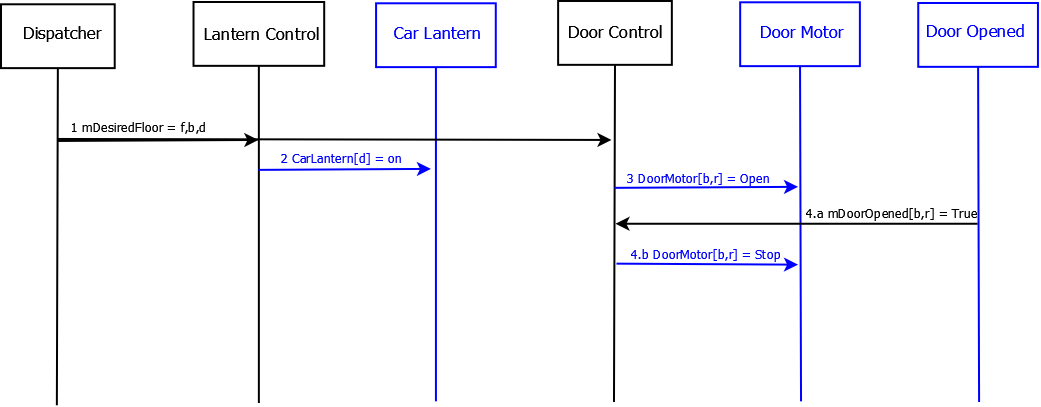 Dispatcher
Lantern Control
Car Lantern
Door Control
Door Motor
Door Opened
1 mDesiredFloor = f,b,d
2 CarLantern[d] = on
3 DoorMotor[b,r] = Open
4.a mDoorOpened[b,r] = True
4.b DoorMotor[b,r] = Stop